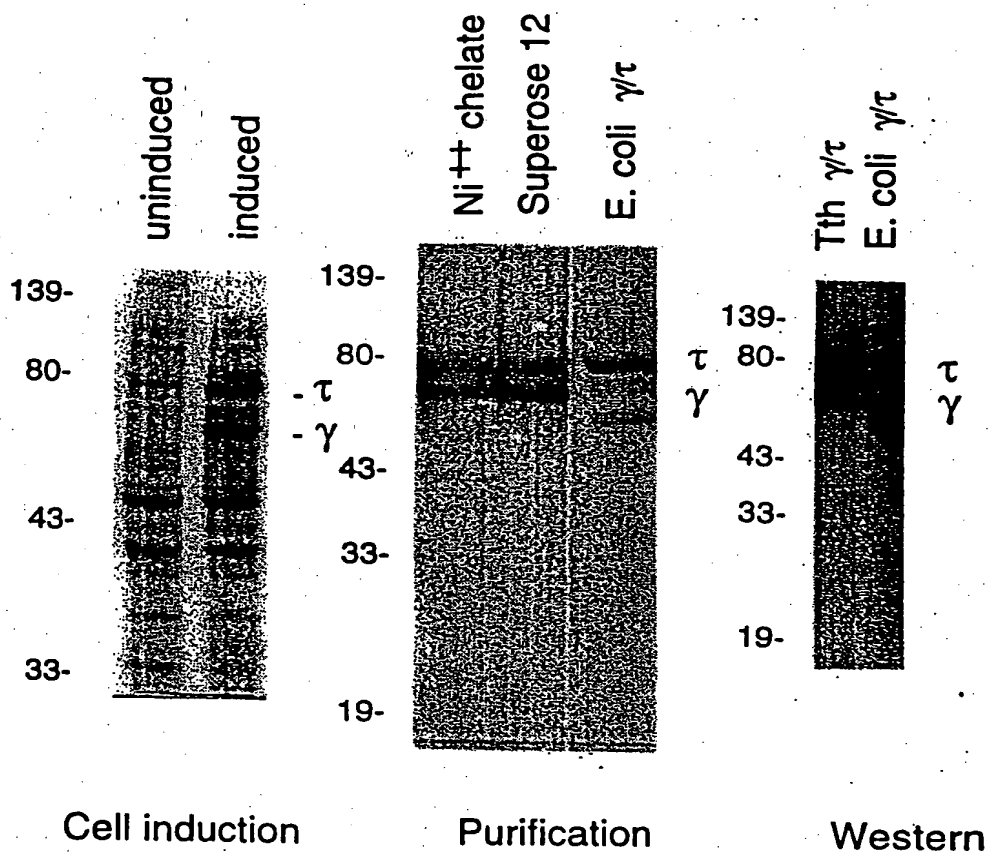 uninduced
induced
139-
80-
43-
33-
- τ
- γ
Cell induction
Ni++ chelate
Superose 12
E. coli γ/τ
139-
80-
43-
33-
19-
τ
γ
Purification
Tth γ/τ
E. coli γ/τ
139-
80-
43-
33-
19-
τ
γ
Western